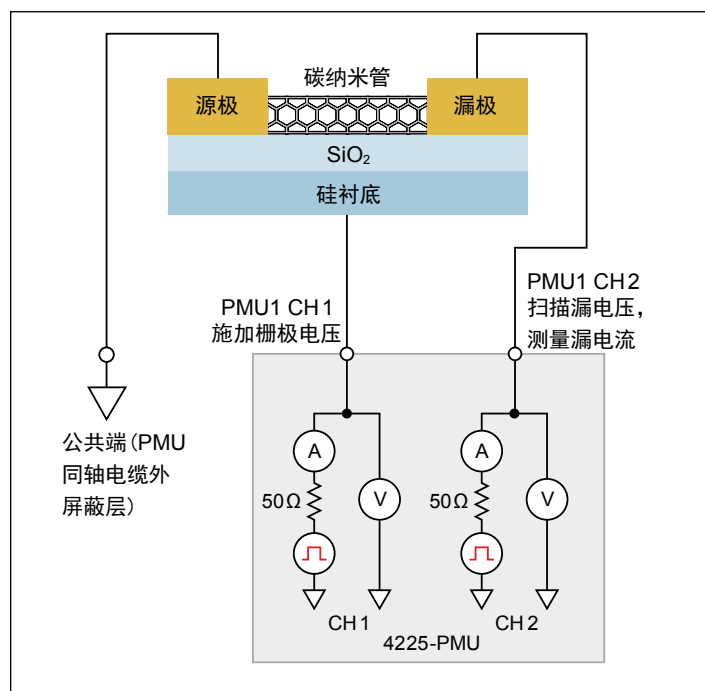 碳纳米管
源极
漏极
SiO₂
硅衬底
PMU1 CH1
施加栅极电压
PMU1 CH2
扫描漏电压，
测量漏电流
公共端（PMU
同轴电缆外
屏蔽层）
A
50Ω
V
A
50Ω
V
CH1
CH2
4225-PMU